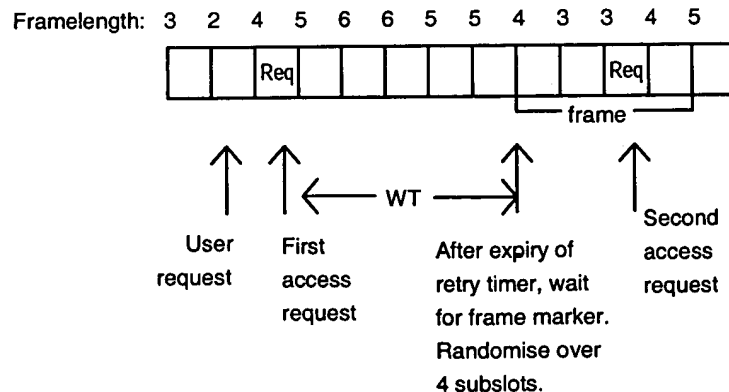 Framelength: 3 2 4 5 6 6 5 5 4 3 3 4 5
Req
Req
frame
WT
User
request
First
access
request
After expiry of
retry timer, wait
for frame marker.
Randomise over
4 subslots.
Second
access
request